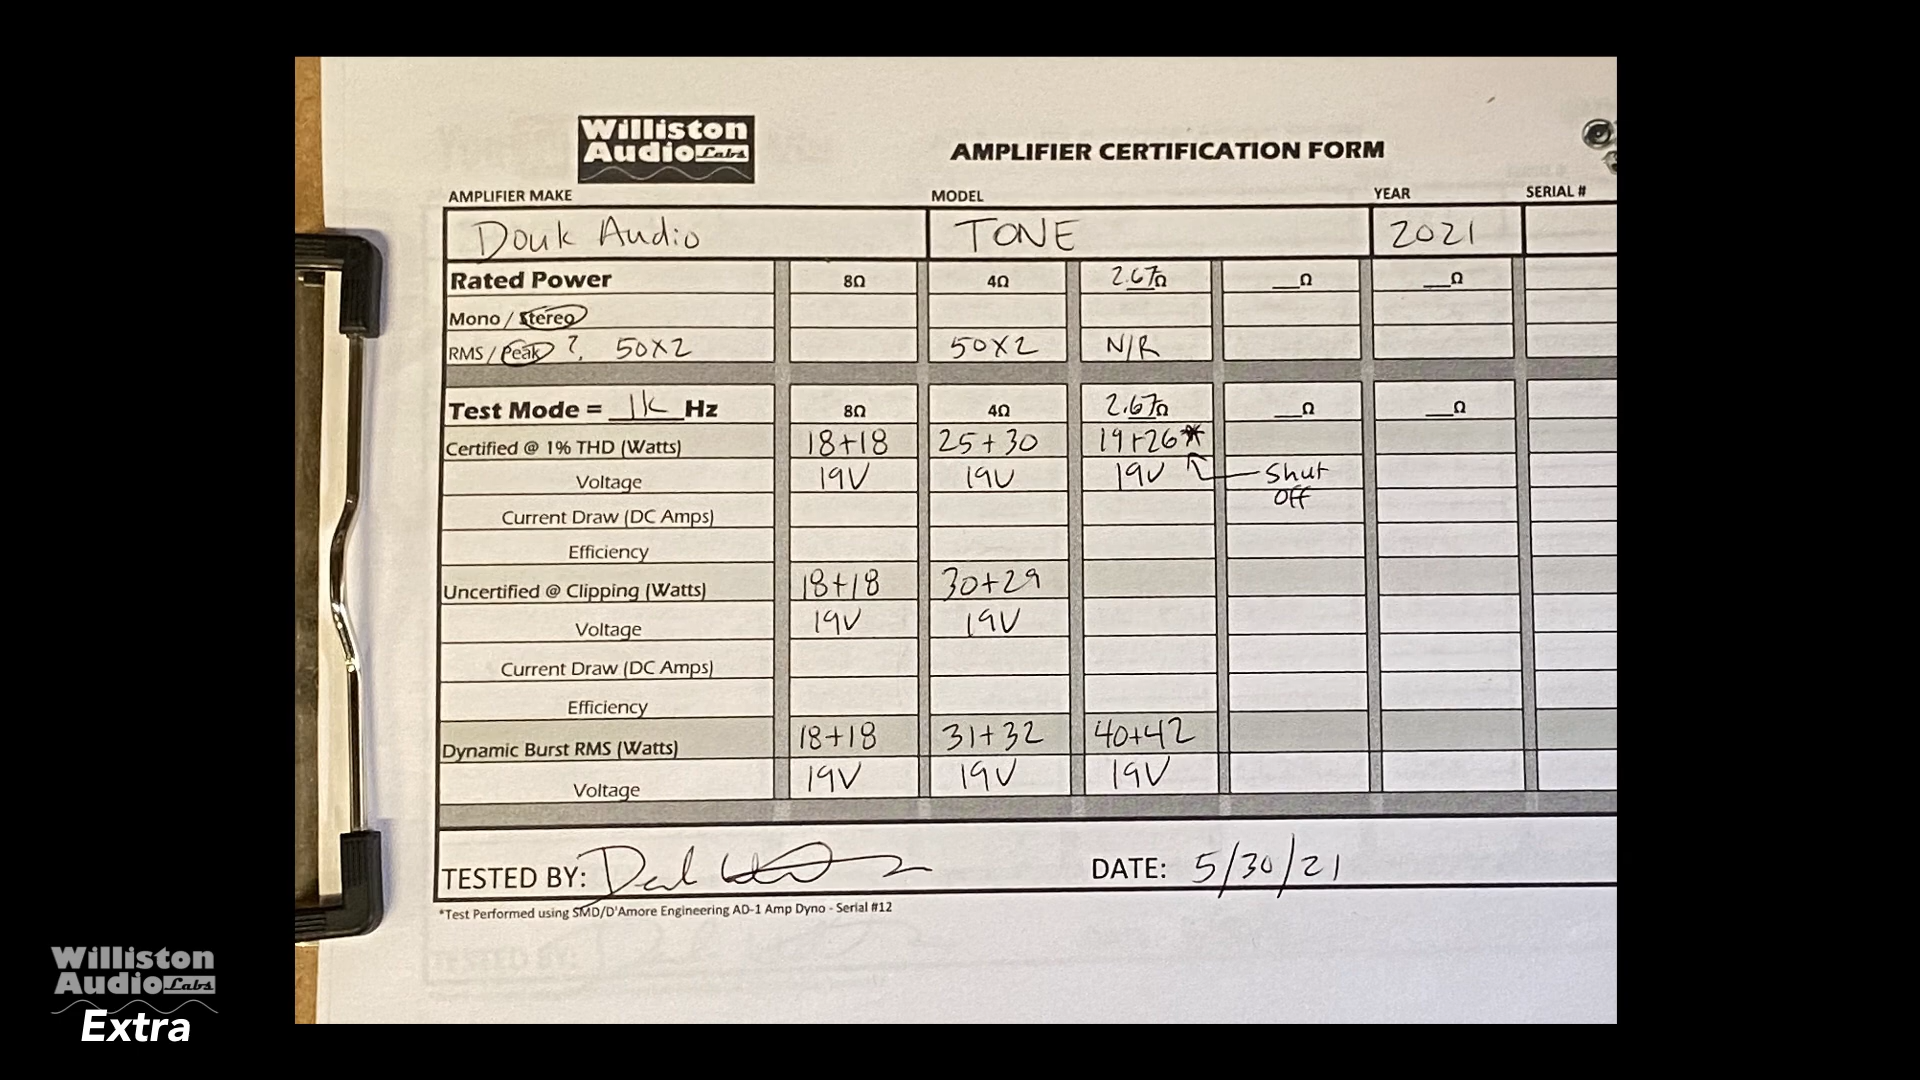 Williston
Audio Labs
AMPLIFIER CERTIFICATION FORM
AMPLIFIER MAKE MODEL YEAR SERIAL #
Douk Audio TONE 2021
Rated Power 8Ω 4Ω 2.67Ω __Ω __Ω
Mono / Stereo
RMS / Peak ? 50X2 50X2 N/R
Test Mode = 1K Hz 8Ω 4Ω 2.67Ω __Ω __Ω
Certified @ 1% THD (Watts) 18+18 25+30 19+26*
Voltage 19V 19V 19V Shut
off
Current Draw (DC Amps)
Efficiency
Uncertified @ Clipping (Watts) 18+18 30+29
Voltage 19V 19V
Current Draw (DC Amps)
Efficiency
Dynamic Burst RMS (Watts) 18+18 31+32 40+42
Voltage 19V 19V 19V
TESTED BY: DATE: 5/30/21
*Test Performed using SMD/D'Amore Engineering AD-1 Amp Dyno - Serial #12
Williston
Audio Labs
Extra